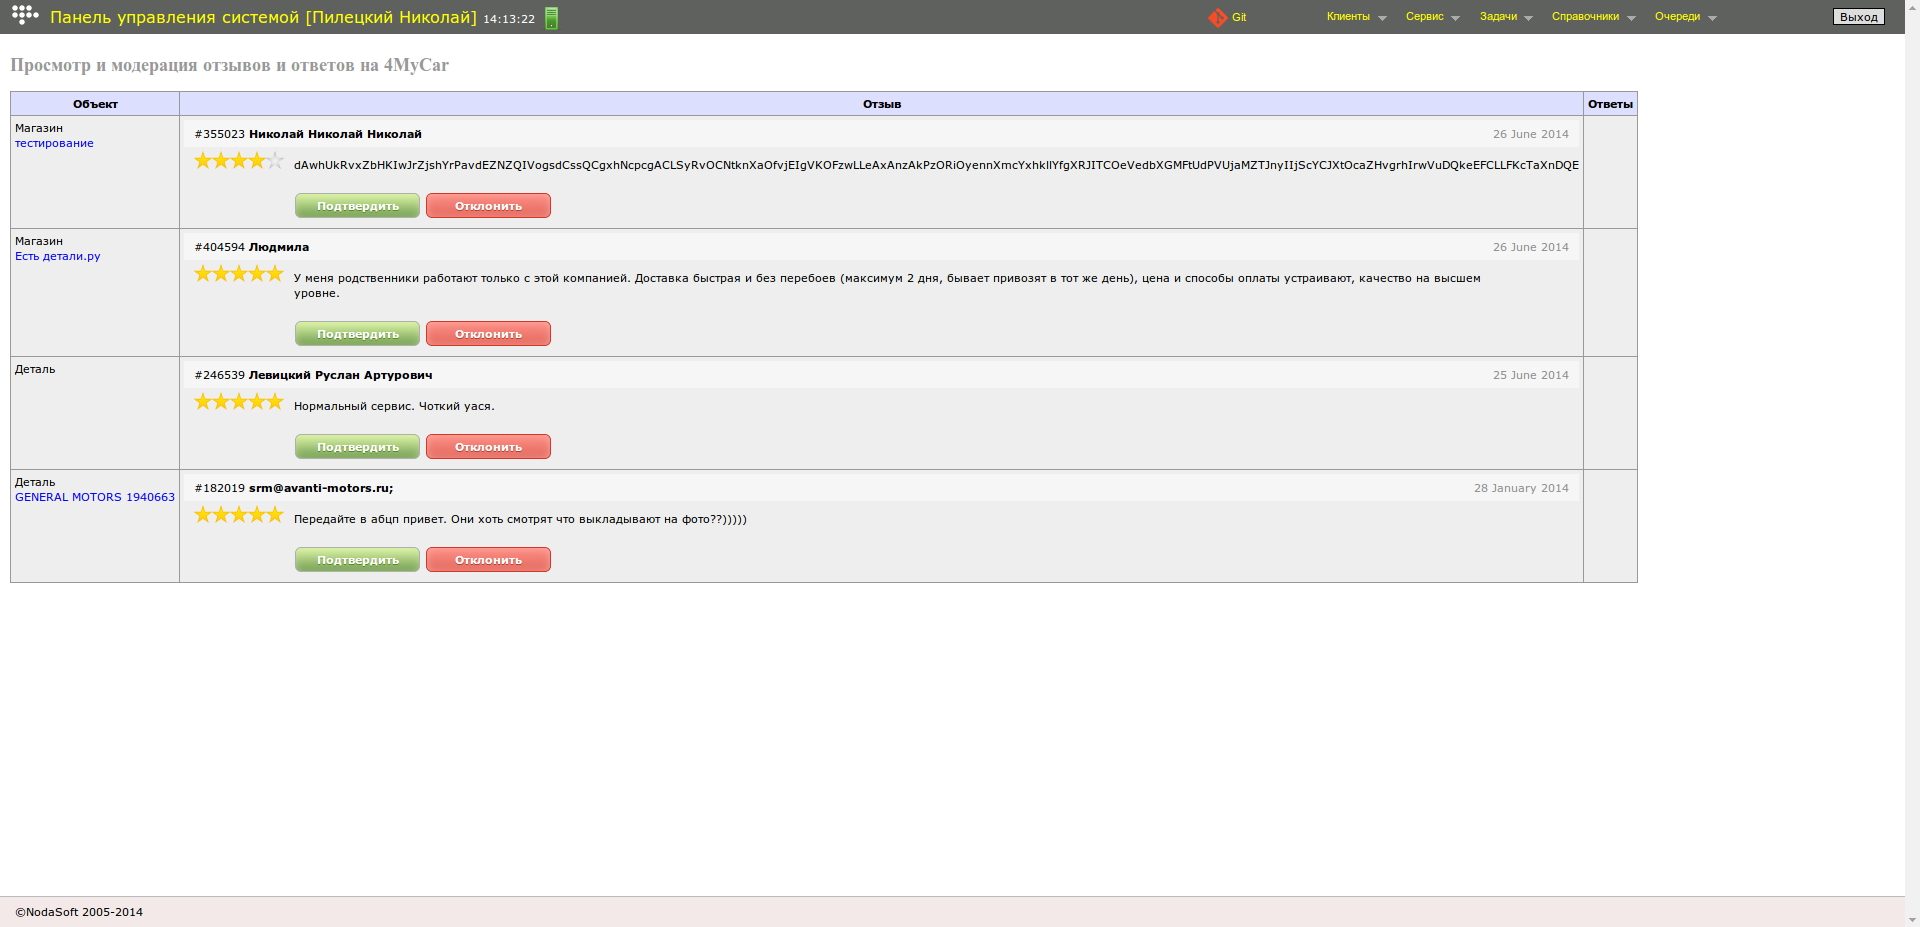 Панель управления системой [Пилецкий Николай] 14:13:22 Git Клиенты Сервис Задачи Справочники Очереди Выход
Просмотр и модерация отзывов и ответов на 4MyCar
Объект Отзыв Ответы
Магазин
тестирование
#355023 Николай Николай Николай 26 June 2014
Подтвердить Отклонить
Магазин
Есть детали.ру
#404594 Людмила 26 June 2014
У меня родственники работают только с этой компанией. Доставка быстрая и без перебоев (максимум 2 дня, бывает привозят в тот же день), цена и способы оплаты устраивают, качество на высшем
уровне.
Подтвердить Отклонить
Деталь
#246539 Левицкий Руслан Артурович 25 June 2014
Нормальный сервис. Чоткий уася.
Подтвердить Отклонить
Деталь
GENERAL MOTORS 1940663
#182019 srm@avanti-motors.ru; 28 January 2014
Передайте в абцп привет. Они хоть смотрят что выкладывают на фото??)))))
Подтвердить Отклонить
©NodaSoft 2005-2014